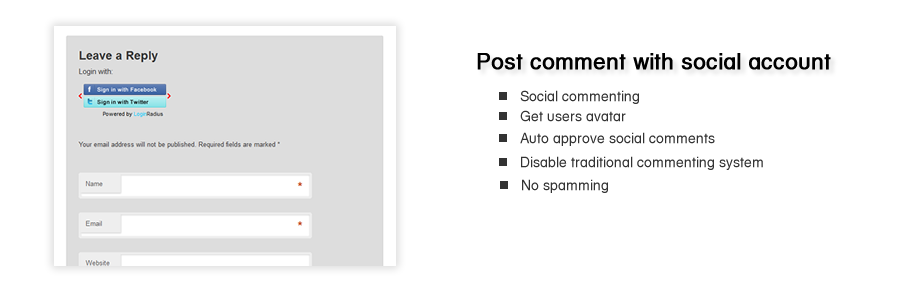 Leave a Reply
Login with:
f Sign in with Facebook
Sign in with Twitter
Powered by LoginRadius
Your email address will not be published. Required fields are marked *
Name *
Email *
Website
Post comment with social account
Social commenting
Get users avatar
Auto approve social comments
Disable traditional commenting system
No spamming